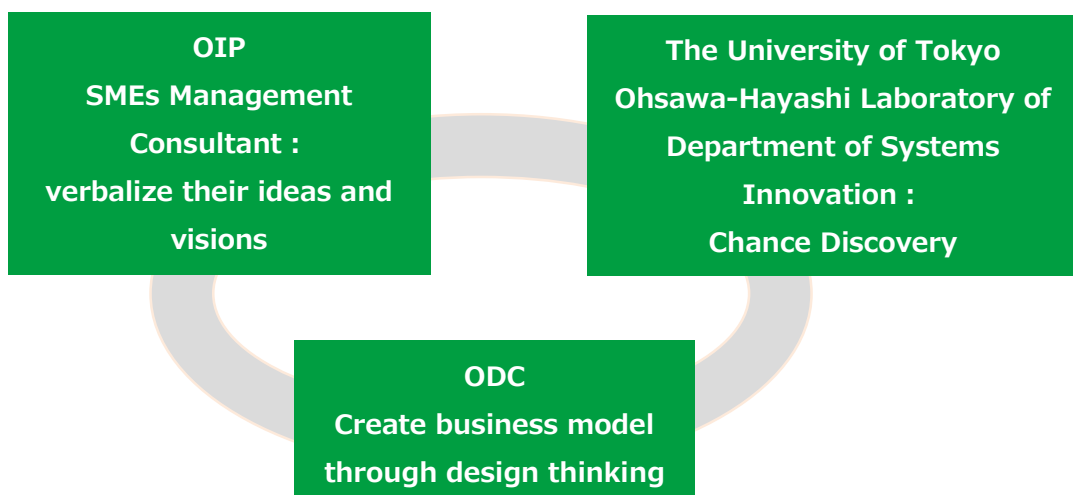 OIP
SMEs Management
Consultant :
verbalize their ideas and
visions
The University of Tokyo
Ohsawa-Hayashi Laboratory of
Department of Systems
Innovation :
Chance Discovery
ODC
Create business model
through design thinking